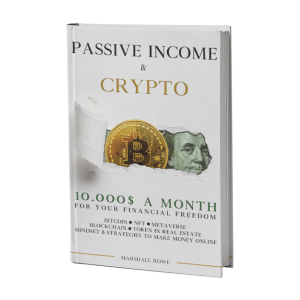 PASSIVE INCOME
&
CRYPTO
10.000$ A MONTH
FOR YOUR FINANCIAL FREEDOM
BITCOIN • NFT • METAVERSE
BLOCKCHAIN • TOKEN IN REAL ESTATE
MINDSET & STRATEGIES TO MAKE MONEY ONLINE
MARSHALL ROWE